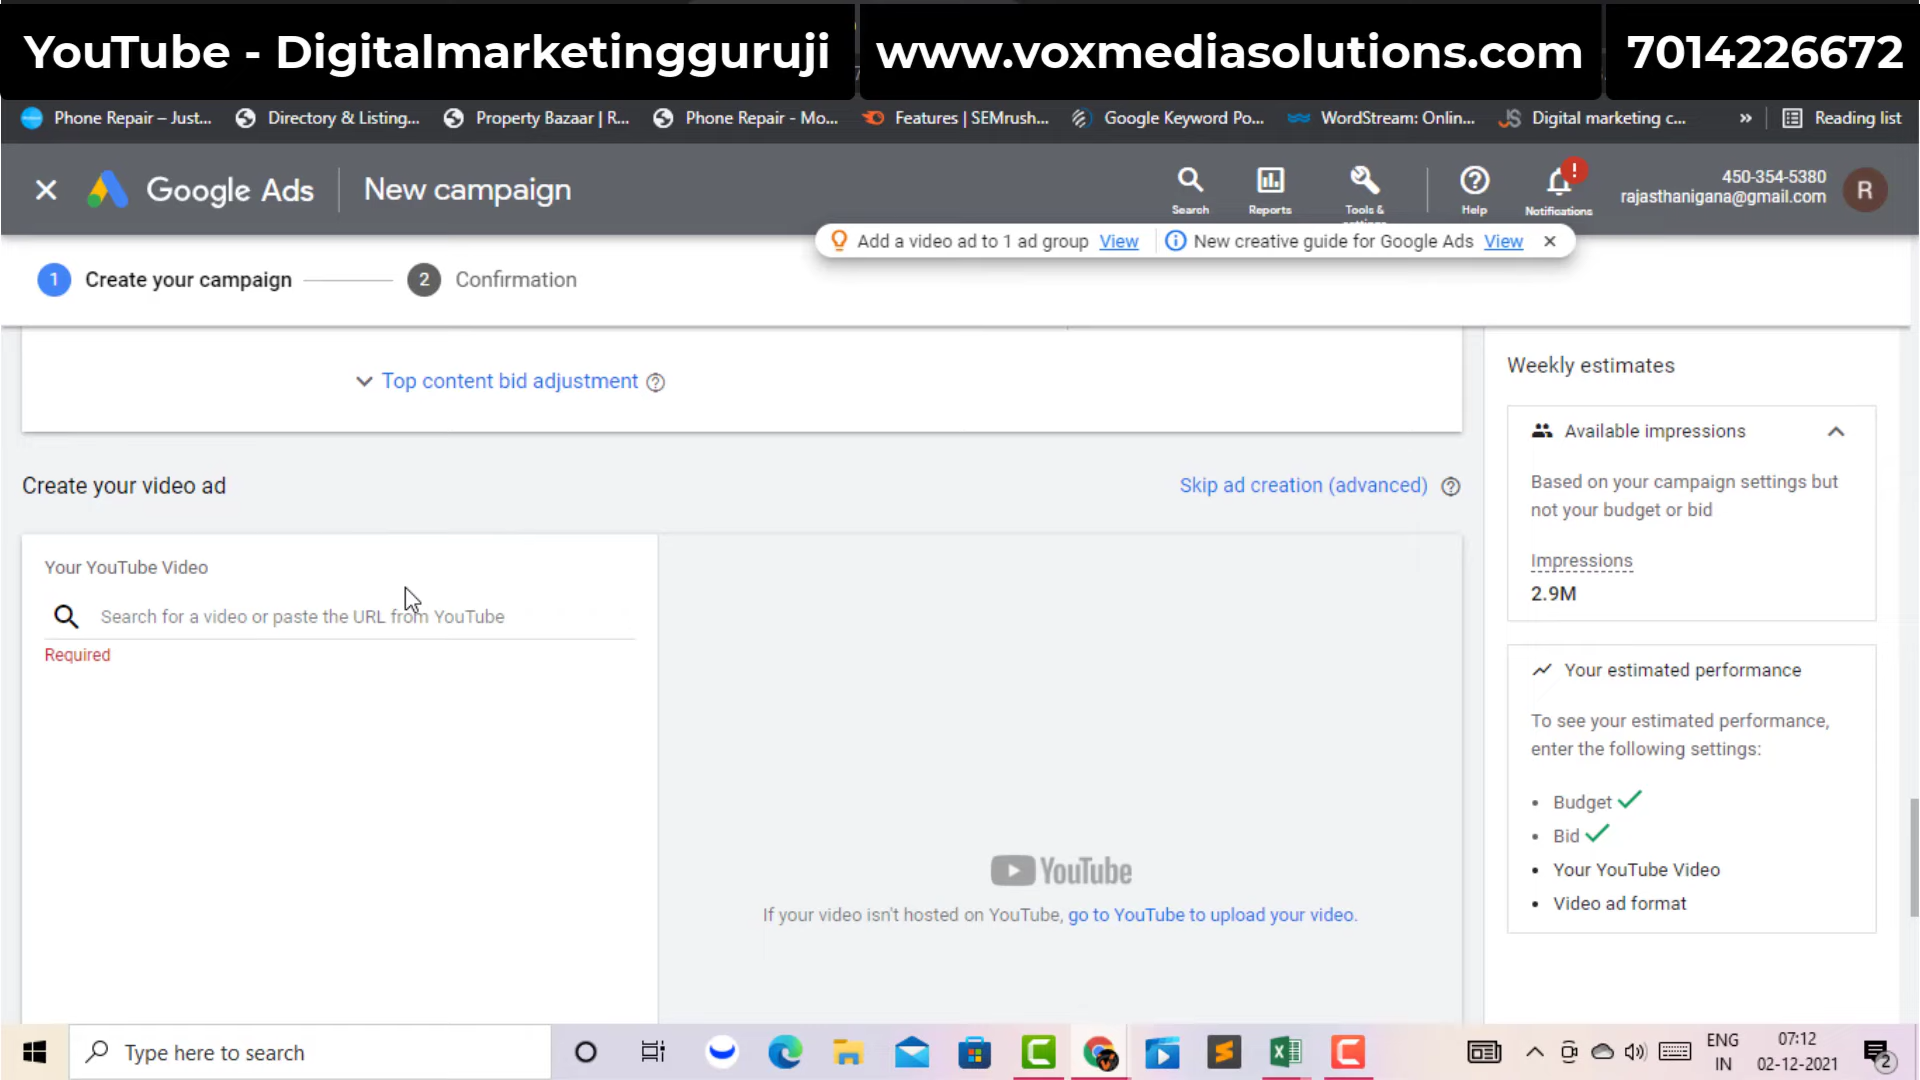 YouTube - Digitalmarketingguruji
www.voxmediasolutions.com
7014226672
Phone Repair – Just...
Directory & Listing...
Property Bazaar | R...
Phone Repair - Mo...
Features | SEMrush...
Google Keyword Po...
WordStream: Onlin...
Digital marketing c...
»
Reading list
Google Ads
New campaign
Search
Reports
Tools &
Help
Notifications
450-354-5380
rajasthanigana@gmail.com
R
Add a video ad to 1 ad group View
New creative guide for Google Ads View
1 Create your campaign
2 Confirmation
Top content bid adjustment
Create your video ad
Skip ad creation (advanced)
Your YouTube Video
Search for a video or paste the URL from YouTube
Required
YouTube
If your video isn't hosted on YouTube, go to YouTube to upload your video.
Weekly estimates
Available impressions
Based on your campaign settings but
not your budget or bid
Impressions
2.9M
Your estimated performance
To see your estimated performance,
enter the following settings:
• Budget
• Bid
• Your YouTube Video
• Video ad format
Type here to search
ENG
IN
07:12
02-12-2021
2